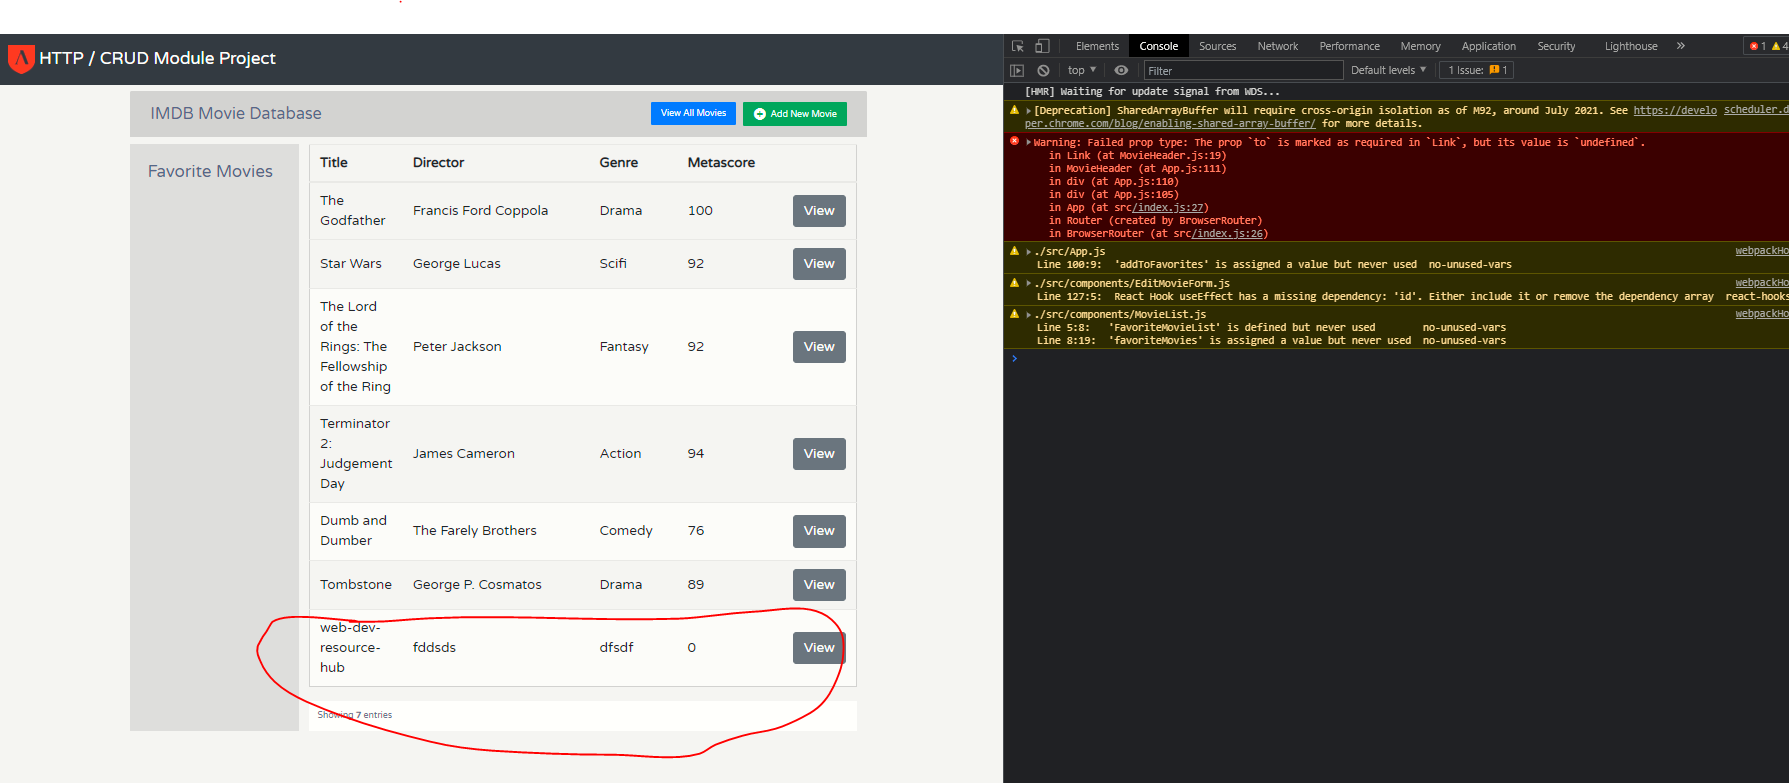 HTTP / CRUD Module Project
IMDB Movie Database
View All Movies
Add New Movie
Favorite Movies
Title Director Genre Metascore
The
Godfather Francis Ford Coppola Drama 100 View
Star Wars George Lucas Scifi 92 View
The Lord
of the
Rings: The
Fellowship
of the Ring Peter Jackson Fantasy 92 View
Terminator
2:
Judgement
Day James Cameron Action 94 View
Dumb and
Dumber The Farely Brothers Comedy 76 View
Tombstone George P. Cosmatos Drama 89 View
web-dev-
resource-
hub fddsds dfsdf 0 View
Showing 7 entries
Elements Console Sources Network Performance Memory Application Security Lighthouse » 1 4
top Filter Default levels 1 Issue: 1
[HMR] Waiting for update signal from WDS...
[Deprecation] SharedArrayBuffer will require cross-origin isolation as of M92, around July 2021. See https://develo scheduler.d
per.chrome.com/blog/enabling-shared-array-buffer/ for more details.
Warning: Failed prop type: The prop `to` is marked as required in `Link`, but its value is `undefined`.
in Link (at MovieHeader.js:19)
in MovieHeader (at App.js:111)
in div (at App.js:110)
in div (at App.js:105)
in App (at src/index.js:27)
in Router (created by BrowserRouter)
in BrowserRouter (at src/index.js:26)
./src/App.js webpackHo
Line 100:9: 'addToFavorites' is assigned a value but never used no-unused-vars
./src/components/EditMovieForm.js webpackHo
Line 127:5: React Hook useEffect has a missing dependency: 'id'. Either include it or remove the dependency array react-hooks
./src/components/MovieList.js webpackHo
Line 5:8: 'FavoriteMovieList' is defined but never used no-unused-vars
Line 8:19: 'favoriteMovies' is assigned a value but never used no-unused-vars